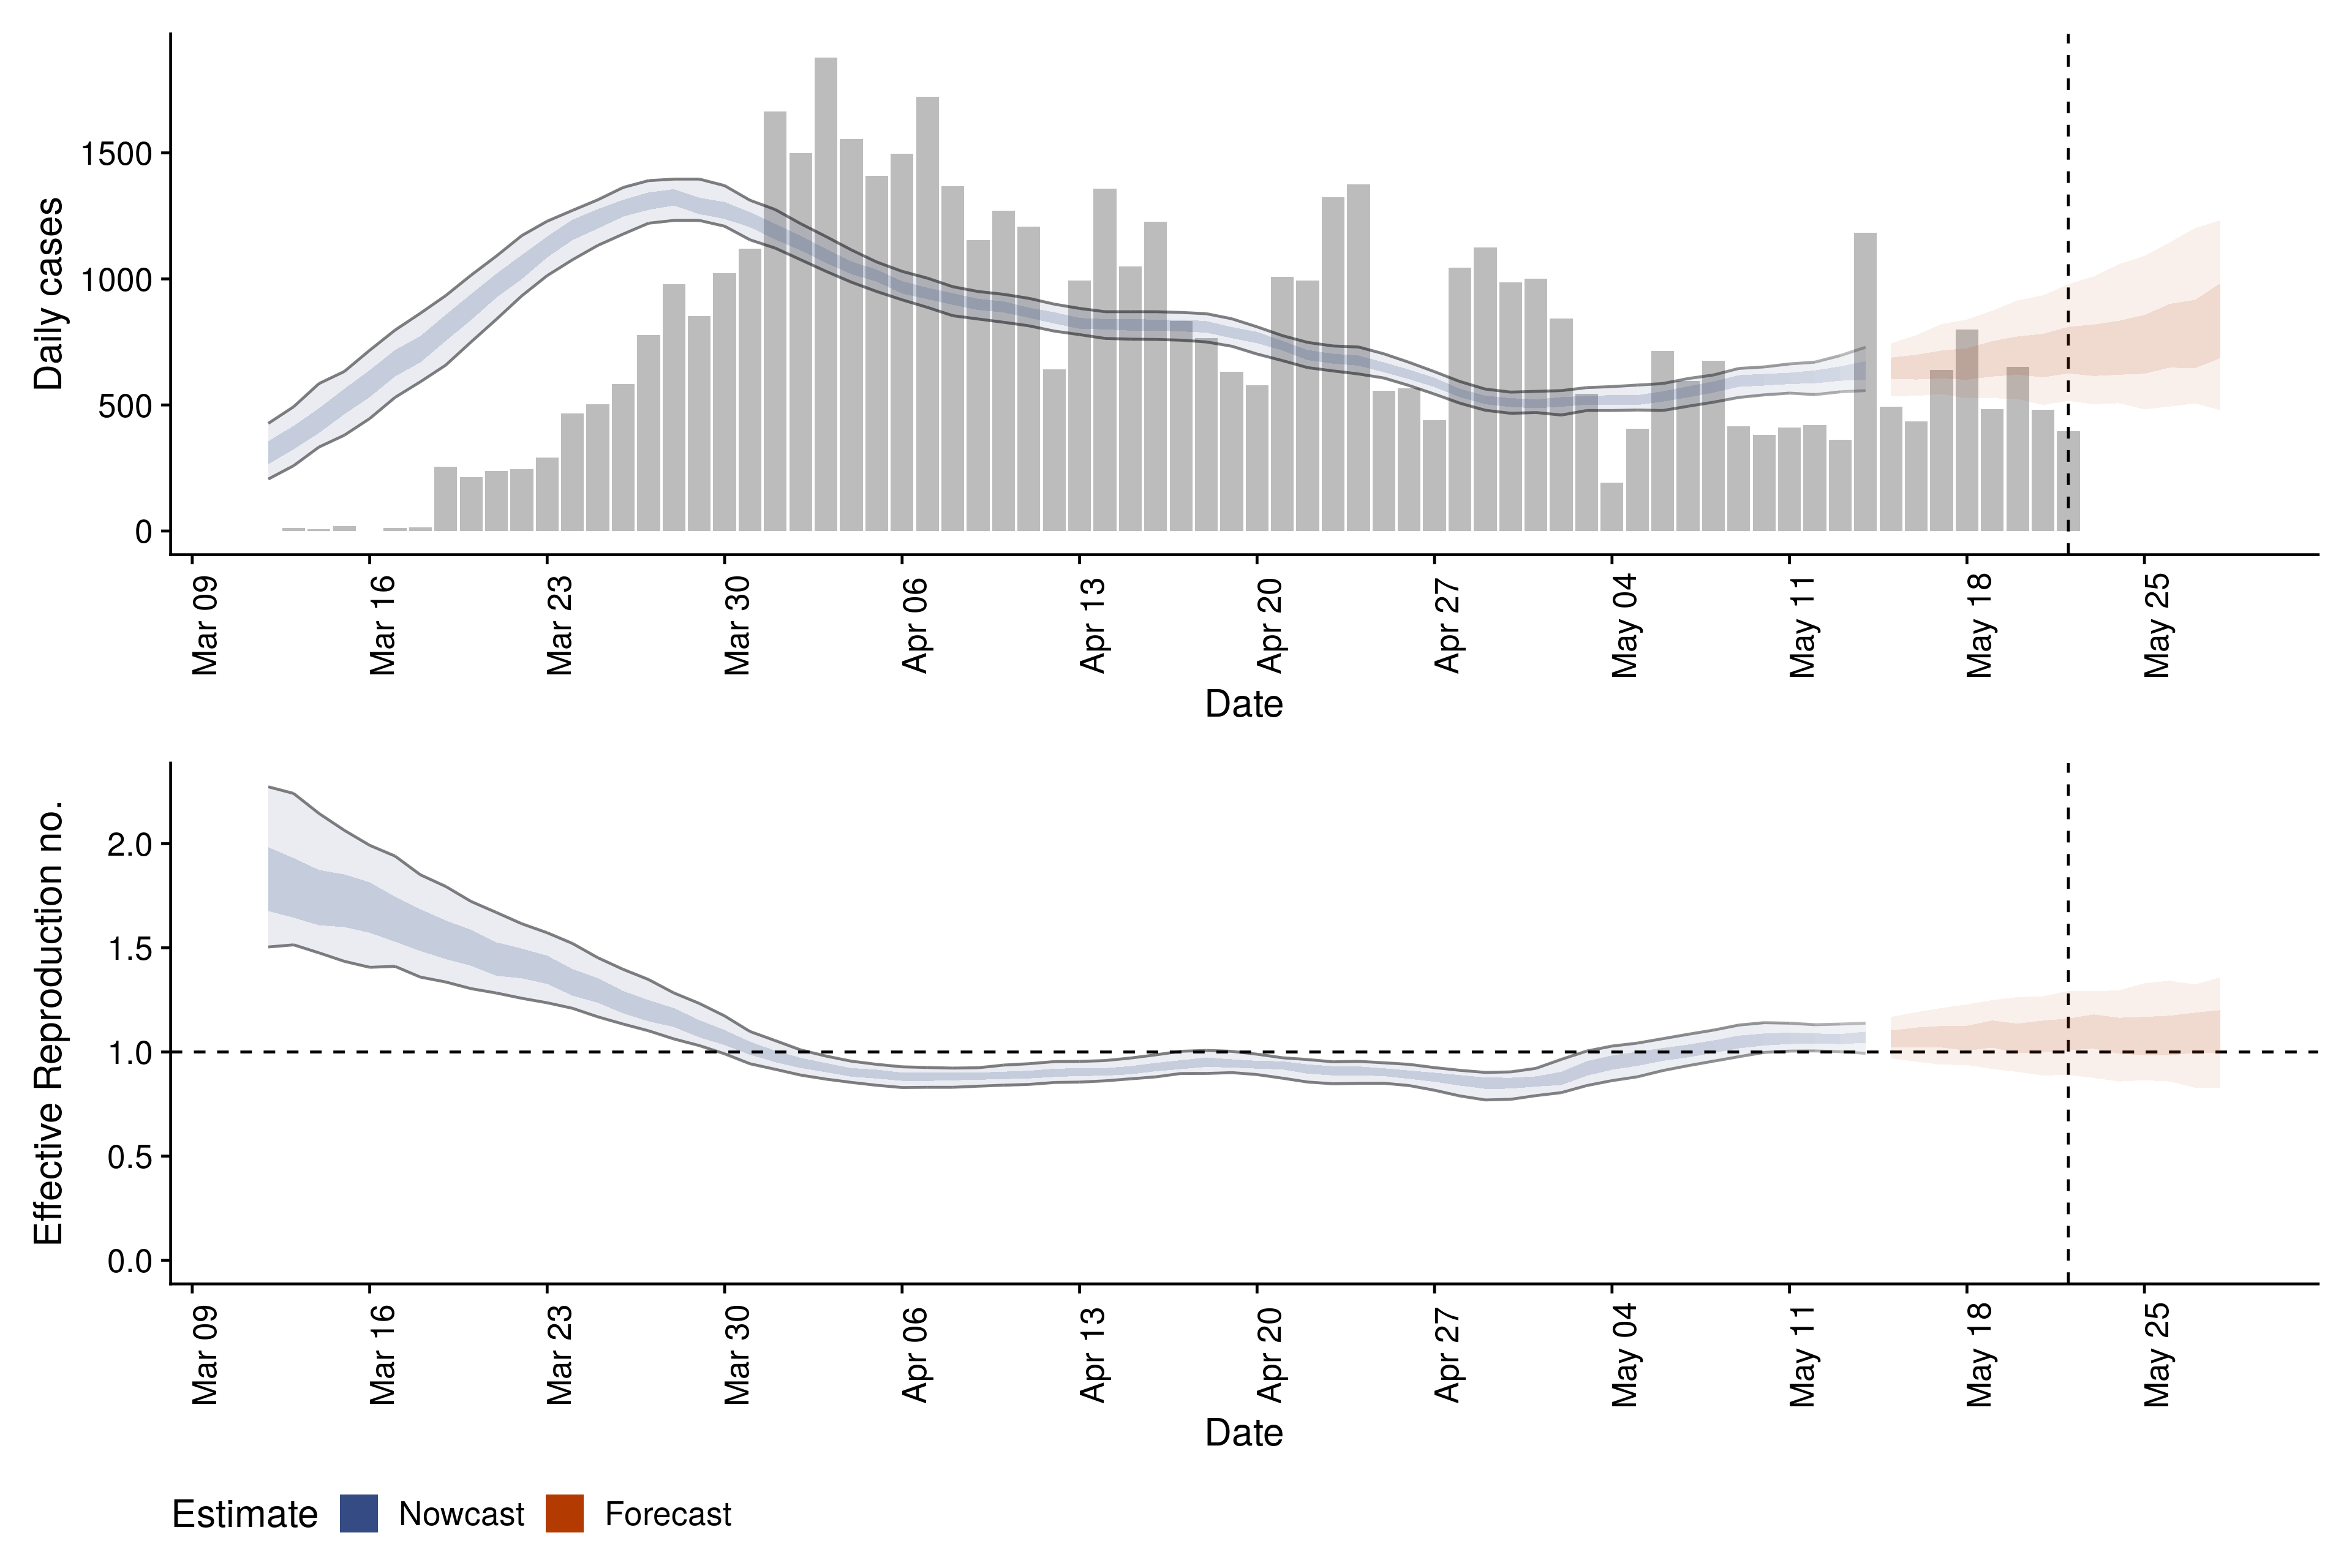 Daily cases
1500
1000
500
0
Mar 09 Mar 16 Mar 23 Mar 30 Apr 06 Apr 13 Apr 20 Apr 27 May 04 May 11 May 18 May 25
Date
Effective Reproduction no.
2.0
1.5
1.0
0.5
0.0
Mar 09 Mar 16 Mar 23 Mar 30 Apr 06 Apr 13 Apr 20 Apr 27 May 04 May 11 May 18 May 25
Date
Estimate Nowcast Forecast